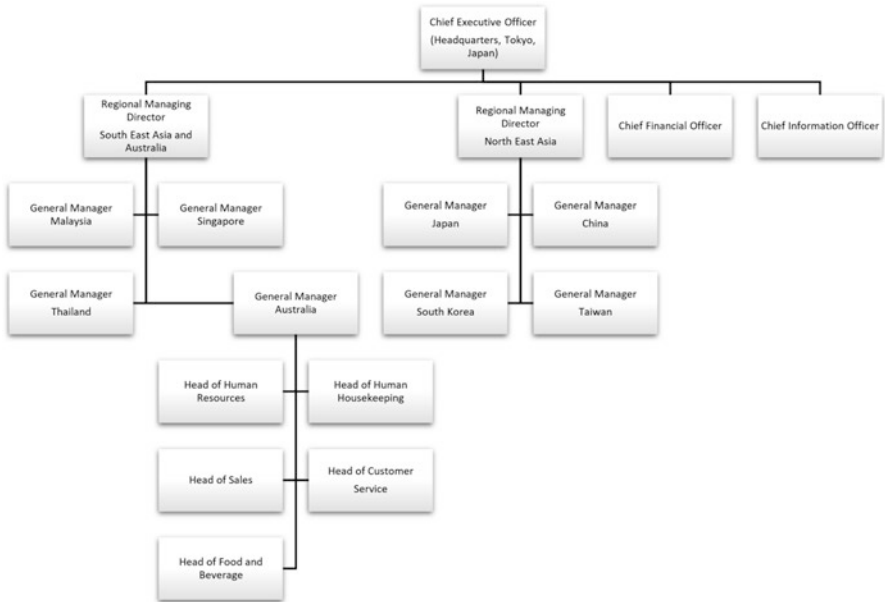 Chief Executive Officer
(Headquarters, Tokyo,
Japan)
Regional Managing
Director
South East Asia and
Australia
Regional Managing
Director
North East Asia
Chief Financial Officer
Chief Information Officer
General Manager
Malaysia
General Manager
Singapore
General Manager
Japan
General Manager
China
General Manager
Thailand
General Manager
Australia
General Manager
South Korea
General Manager
Taiwan
Head of Human
Resources
Head of Human
Housekeeping
Head of Sales
Head of Customer
Service
Head of Food and
Beverage